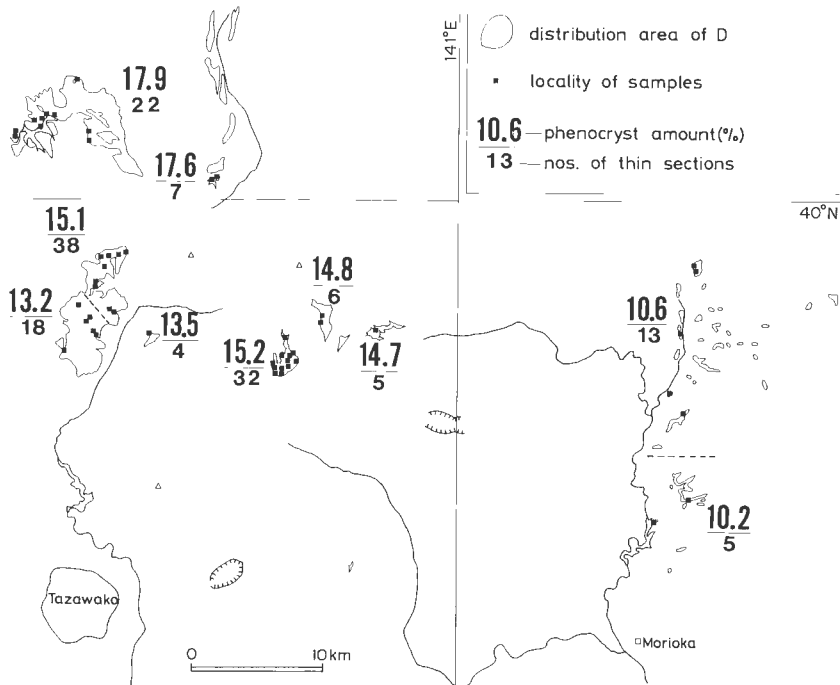 141°E
distribution area of D
locality of samples
10.6 phenocryst amount (%)
13 nos. of thin sections
40°N
17.9
22
17.6
7
15.1
38
13.2
18
13.5
4
14.8
6
15.2
32
14.7
5
10.6
13
10.2
5
Tazawako
0 10 km
Morioka